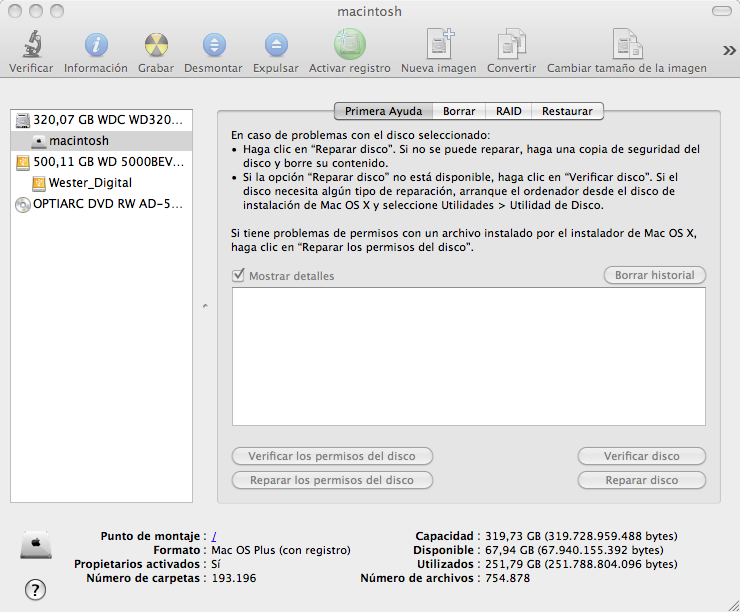 macintosh
Verificar Información Grabar Desmontar Expulsar Activar registro Nueva imagen Convertir Cambiar tamaño de la imagen
320,07 GB WDC WD320...
macintosh
500,11 GB WD 5000BEV...
Wester_Digital
OPTIARC DVD RW AD-5...
Primera Ayuda Borrar RAID Restaurar
En caso de problemas con el disco seleccionado:
• Haga clic en “Reparar disco”. Si no se puede reparar, haga una copia de seguridad del
disco y borre su contenido.
• Si la opción “Reparar disco” no está disponible, haga clic en “Verificar disco”. Si el
disco necesita algún tipo de reparación, arranque el ordenador desde el disco de
instalación de Mac OS X y seleccione Utilidades > Utilidad de Disco.
Si tiene problemas de permisos con un archivo instalado por el instalador de Mac OS X,
haga clic en “Reparar los permisos del disco”.
Mostrar detalles Borrar historial
Verificar los permisos del disco Verificar disco
Reparar los permisos del disco Reparar disco
Punto de montaje : / Capacidad : 319,73 GB (319.728.959.488 bytes)
Formato : Mac OS Plus (con registro) Disponible : 67,94 GB (67.940.155.392 bytes)
Propietarios activados : Sí Utilizados : 251,79 GB (251.788.804.096 bytes)
Número de carpetas : 193.196 Número de archivos : 754.878
?